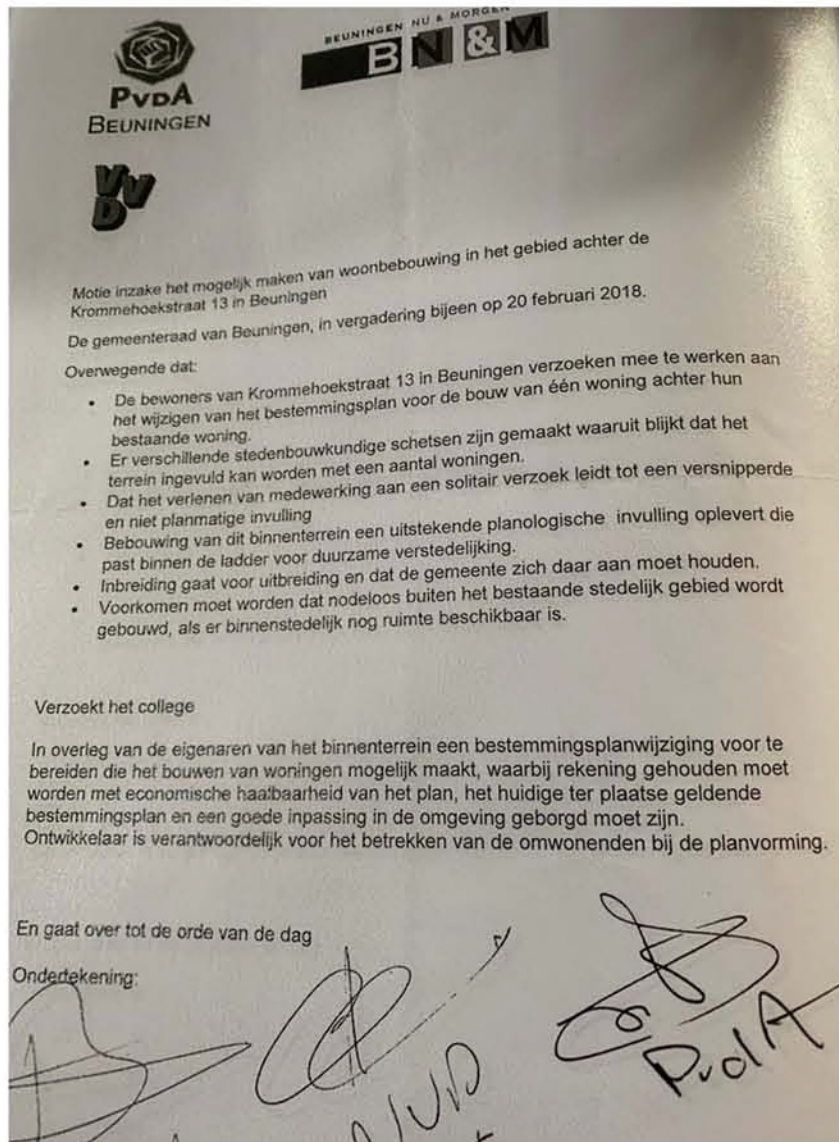 BEUNINGEN NU & MORGEN
BN&M
PvdA
BEUNINGEN
VVD
Motie inzake het mogelijk maken van woonbebouwing in het gebied achter de
Krommehoekstraat 13 in Beuningen
De gemeenteraad van Beuningen, in vergadering bijeen op 20 februari 2018.
Overwegende dat:
• De bewoners van Krommehoekstraat 13 in Beuningen verzoeken mee te werken aan
het wijzigen van het bestemmingsplan voor de bouw van één woning achter hun
bestaande woning.
• Er verschillende stedenbouwkundige schetsen zijn gemaakt waaruit blijkt dat het
terrein ingevuld kan worden met een aantal woningen.
• Dat het verlenen van medewerking aan een solitair verzoek leidt tot een versnipperde
en niet planmatige invulling
• Bebouwing van dit binnenterrein een uitstekende planologische invulling oplevert die
past binnen de ladder voor duurzame verstedelijking.
• Inbreiding gaat voor uitbreiding en dat de gemeente zich daar aan moet houden.
• Voorkomen moet worden dat nodeloos buiten het bestaande stedelijk gebied wordt
gebouwd, als er binnenstedelijk nog ruimte beschikbaar is.
Verzoekt het college
In overleg van de eigenaren van het binnenterrein een bestemmingsplanwijziging voor te
bereiden die het bouwen van woningen mogelijk maakt, waarbij rekening gehouden moet
worden met economische haalbaarheid van het plan, het huidige ter plaatse geldende
bestemmingsplan en een goede inpassing in de omgeving geborgd moet zijn.
Ontwikkelaar is verantwoordelijk voor het betrekken van de omwonenden bij de planvorming.
En gaat over tot de orde van de dag
Ondertekening:
VVD
PvdA